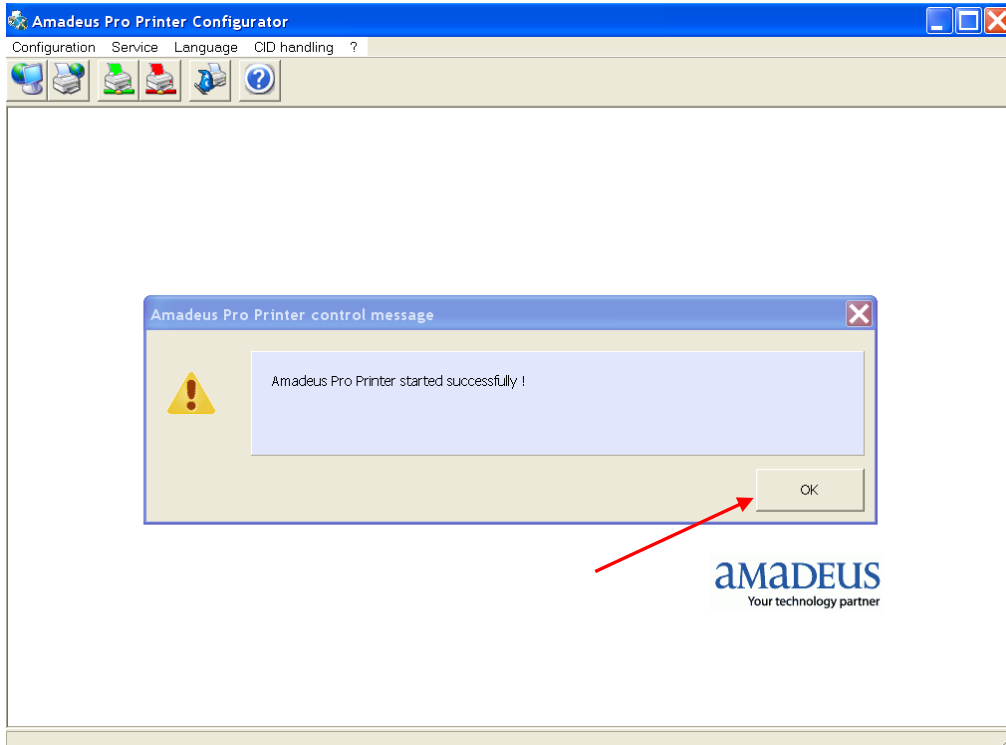 Amadeus Pro Printer Configurator
Configuration Service Language CID handling ?
Amadeus Pro Printer control message
Amadeus Pro Printer started successfully !
OK
amadeus
Your technology partner